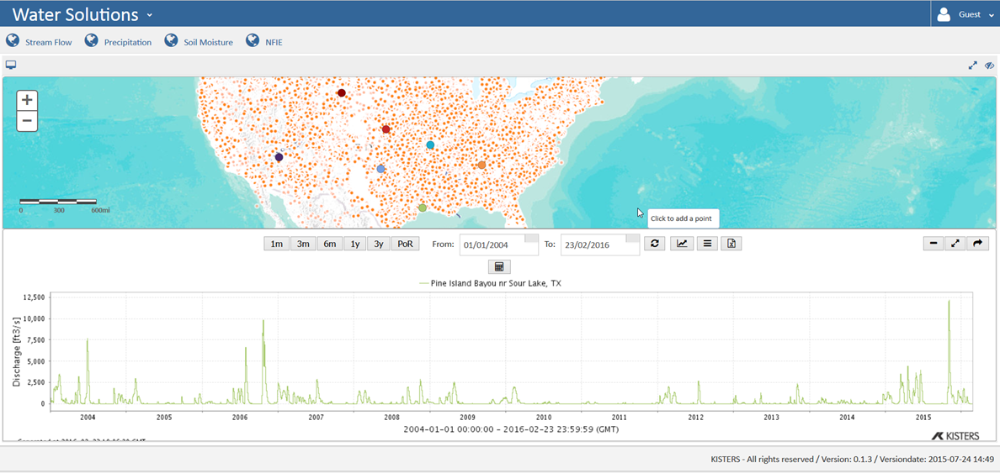 Water Solutions
Guest
Stream Flow Precipitation Soil Moisture NFIE
+
−
0 300 600mi
Click to add a point
1m 3m 6m 1y 3y PoR From: 01/01/2004 To: 23/02/2016
Pine Island Bayou nr Sour Lake, TX
12,500
10,000
7,500
5,000
2,500
0
Discharge [ft3/s]
2004 2005 2006 2007 2008 2009 2010 2011 2012 2013 2014 2015
2004-01-01 00:00:00 - 2016-02-23 23:59:59 (GMT)
KISTERS
KISTERS - All rights reserved / Version: 0.1.3 / Versiondate: 2015-07-24 14:49